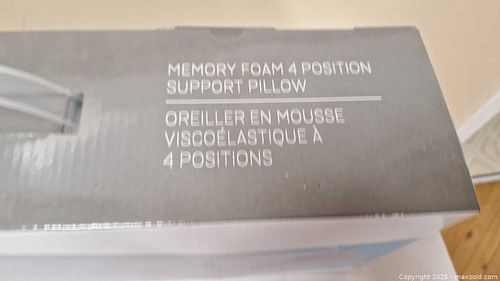 MEMORY FOAM 4 POSITION
SUPPORT PILLOW
OREILLER EN MOUSSE
VISCOÉLASTIQUE À
4 POSITIONS
Copyright 2025 - maxsold.com